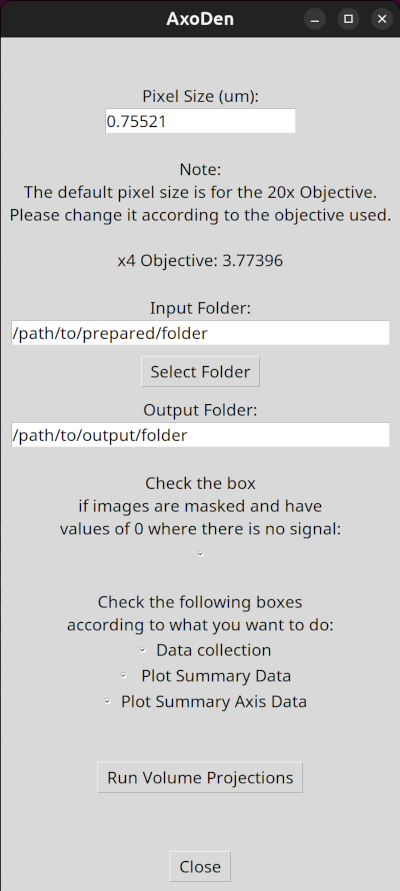 AxoDen
Pixel Size (um):
0.75521
Note:
The default pixel size is for the 20x Objective.
Please change it according to the objective used.
x4 Objective: 3.77396
Input Folder:
/path/to/prepared/folder
Select Folder
Output Folder:
/path/to/output/folder
Check the box
if images are masked and have
values of 0 where there is no signal:
Check the following boxes
according to what you want to do:
Data collection
Plot Summary Data
Plot Summary Axis Data
Run Volume Projections
Close